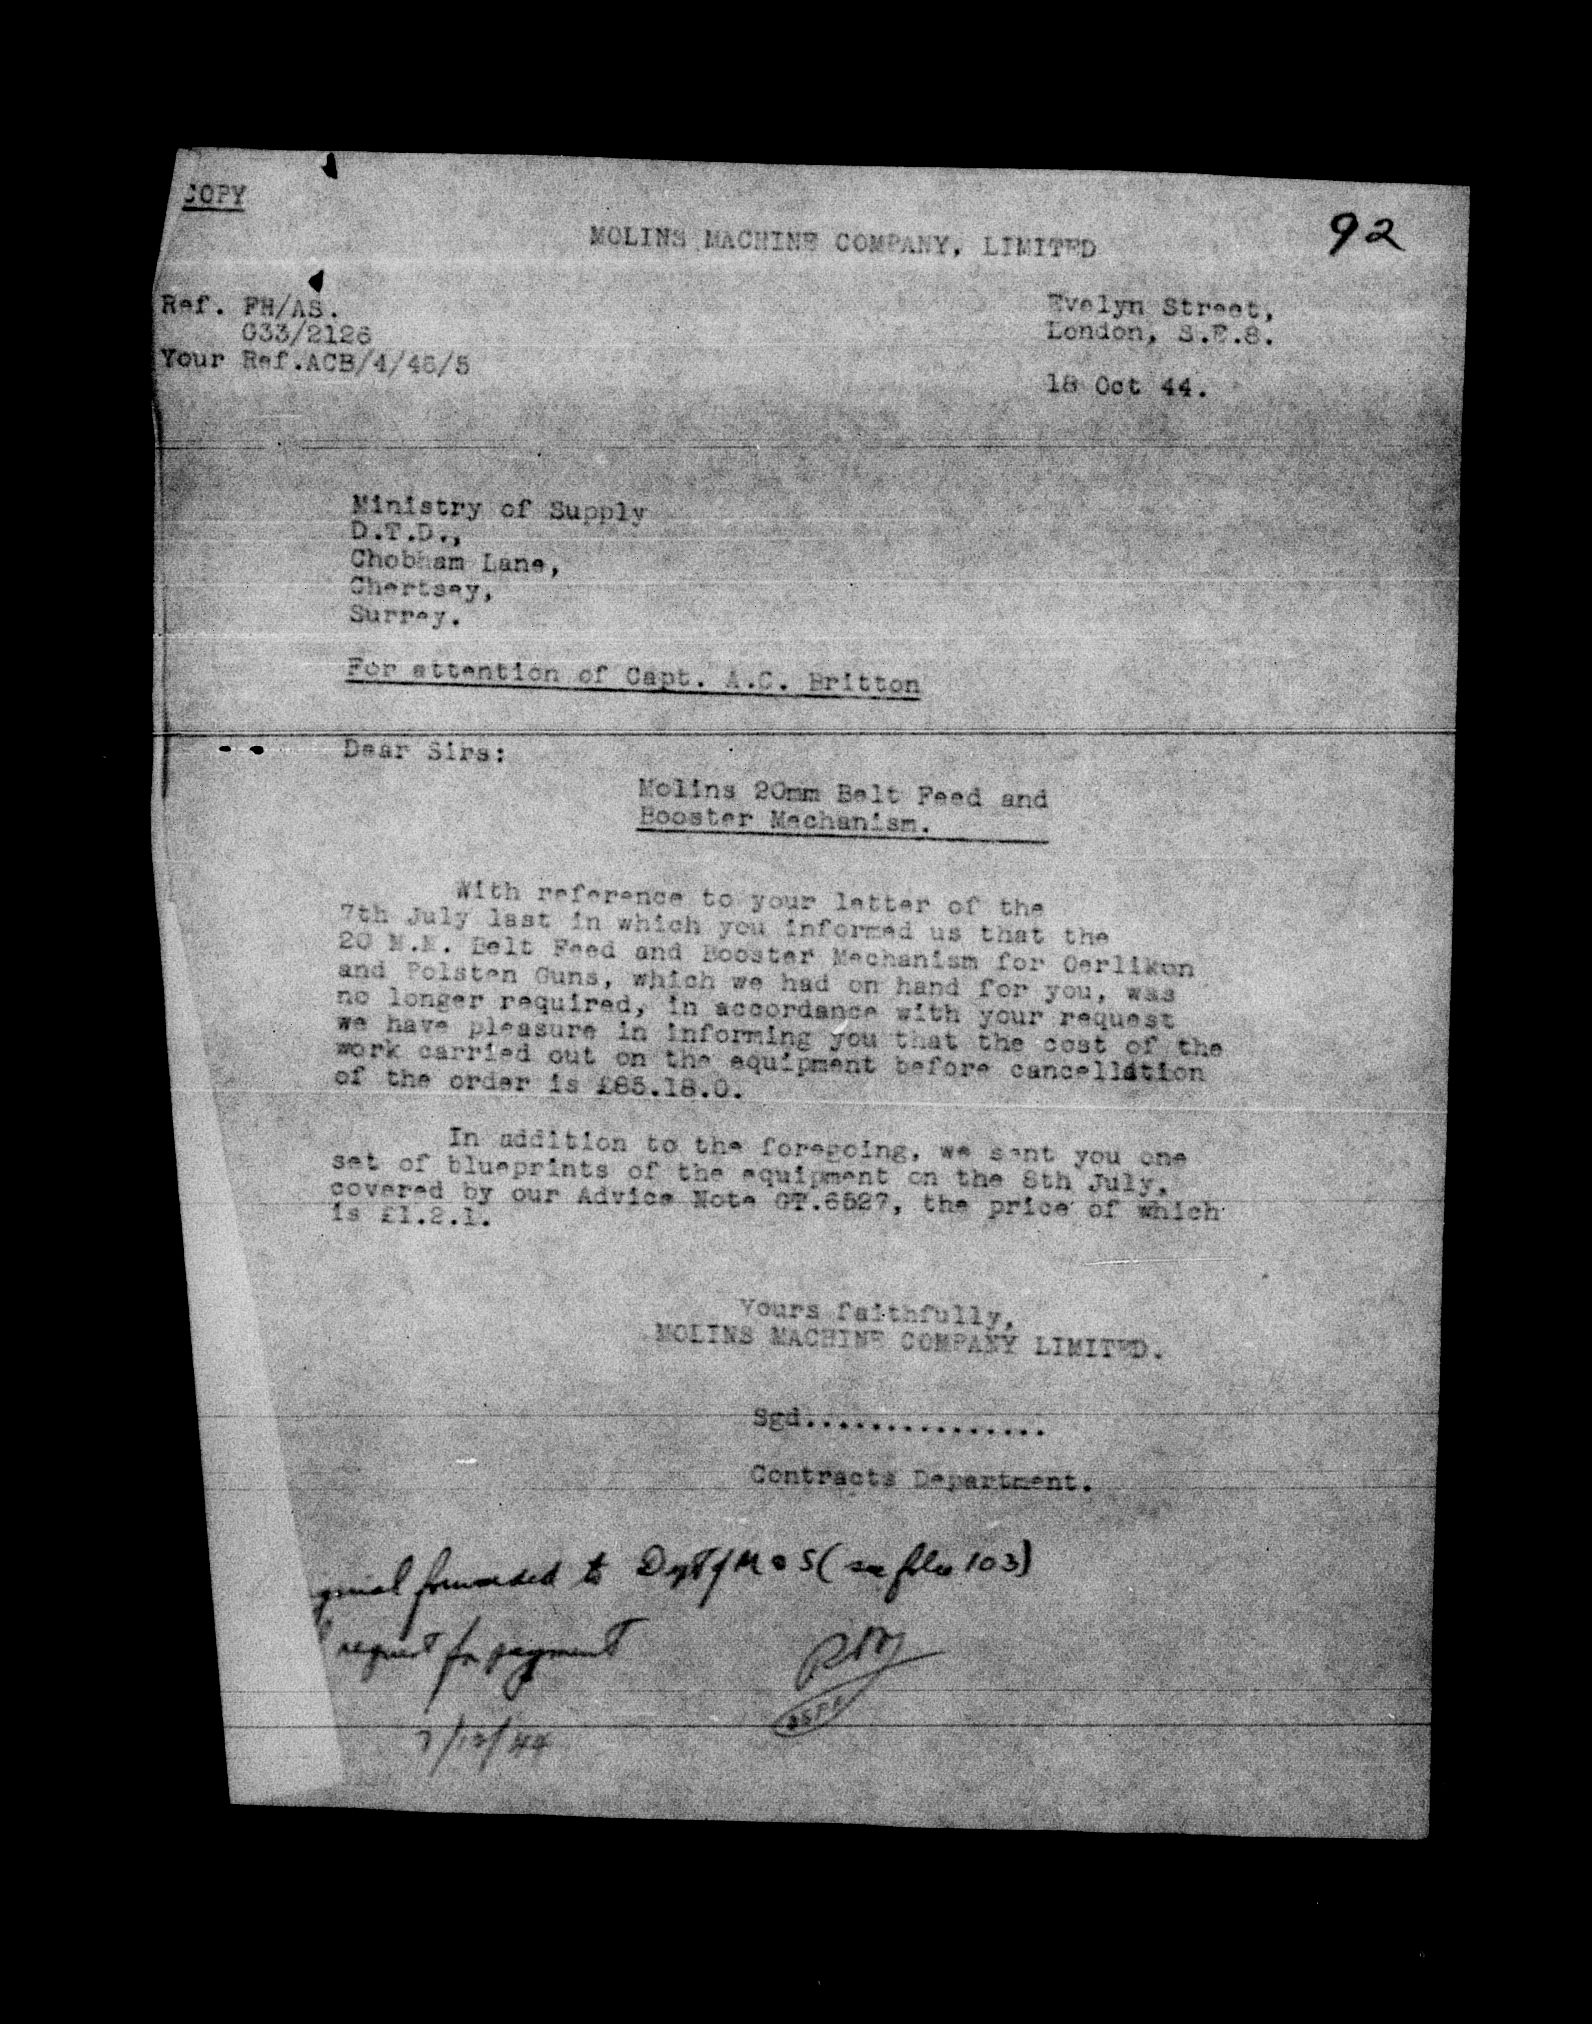 COPY
92
MOLINS MACHINE COMPANY, LIMITED
Ref. FH/AS.
G33/2126
Your Ref.ACB/4/46/5
Evelyn Street,
London, S.E.8.
18 Oct 44.
Ministry of Supply
D.T.D.,
Chobham Lane,
Chertsey,
Surrey.
For attention of Capt. A.C. Britton
Dear Sirs:
Molins 20mm Belt Feed and
Booster Mechanism.
With reference to your letter of the
7th July last in which you informed us that the
20 M.M. Belt Feed and Booster Mechanism for Oerlikon
and Polsten Guns, which we had on hand for you, was
no longer required, in accordance with your request
we have pleasure in informing you that the cost of the
work carried out on the equipment before cancellation
of the order is £85.18.0.
In addition to the foregoing, we sent you one
set of blueprints of the equipment on the 8th July,
covered by our Advice Note GT.6527, the price of which
is £1.2.1.
Yours faithfully,
MOLINS MACHINE COMPANY LIMITED.
Sgd...............
Contracts Department.
ginal forwarded to Dept of M & S (see folio 103)
request for payment
7/12/44